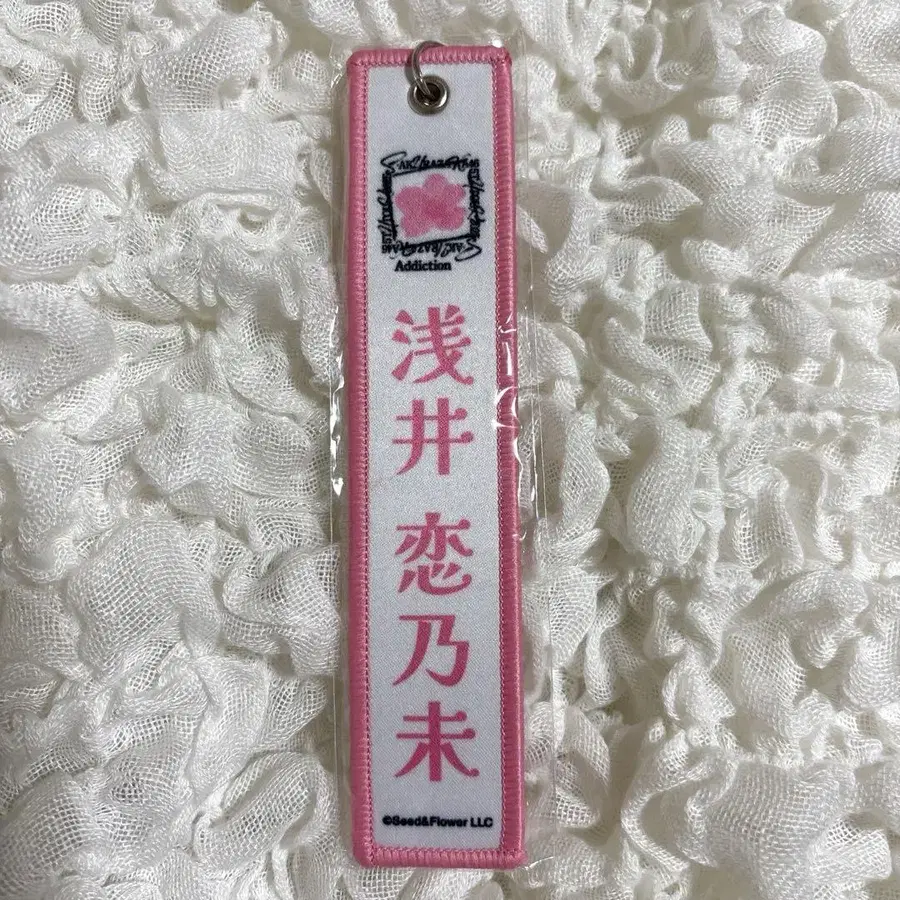 Addiction
浅井 恋乃未
©Seed&Flower LLC